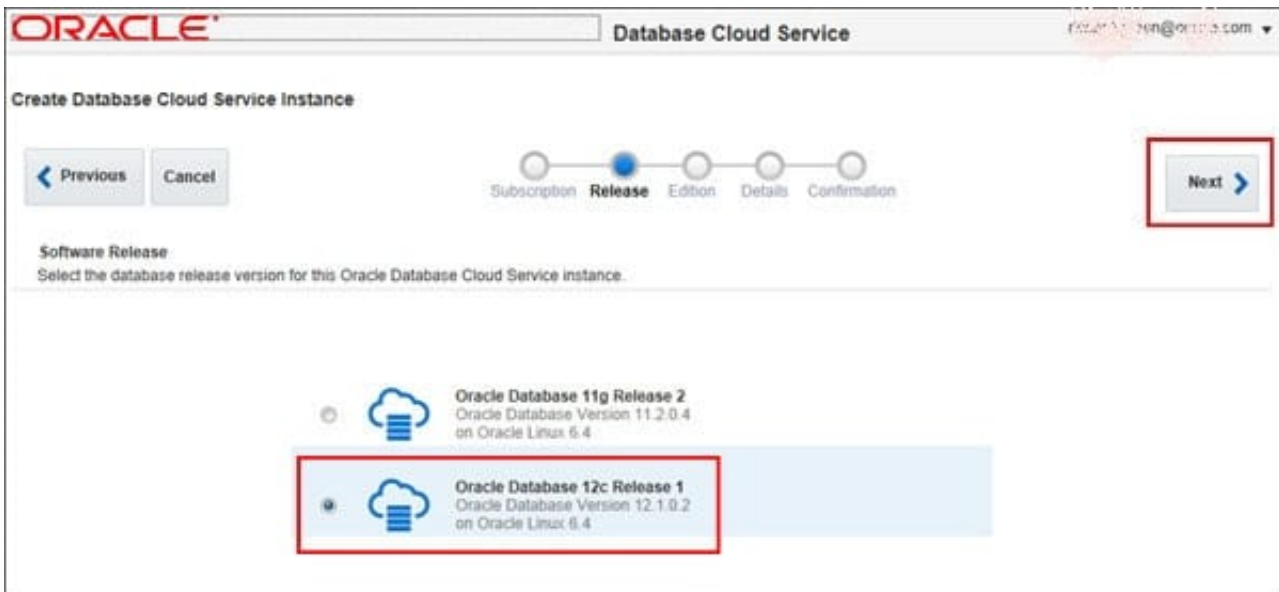 ORACLE
Database Cloud Service
Create Database Cloud Service Instance
Previous
Cancel
Subscription Release Edition Details Confirmation
Next
Software Release
Select the database release version for this Oracle Database Cloud Service instance.
Oracle Database 11g Release 2
Oracle Database Version 11.2.0.4
on Oracle Linux 6.4
Oracle Database 12c Release 1
Oracle Database Version 12.1.0.2
on Oracle Linux 6.4